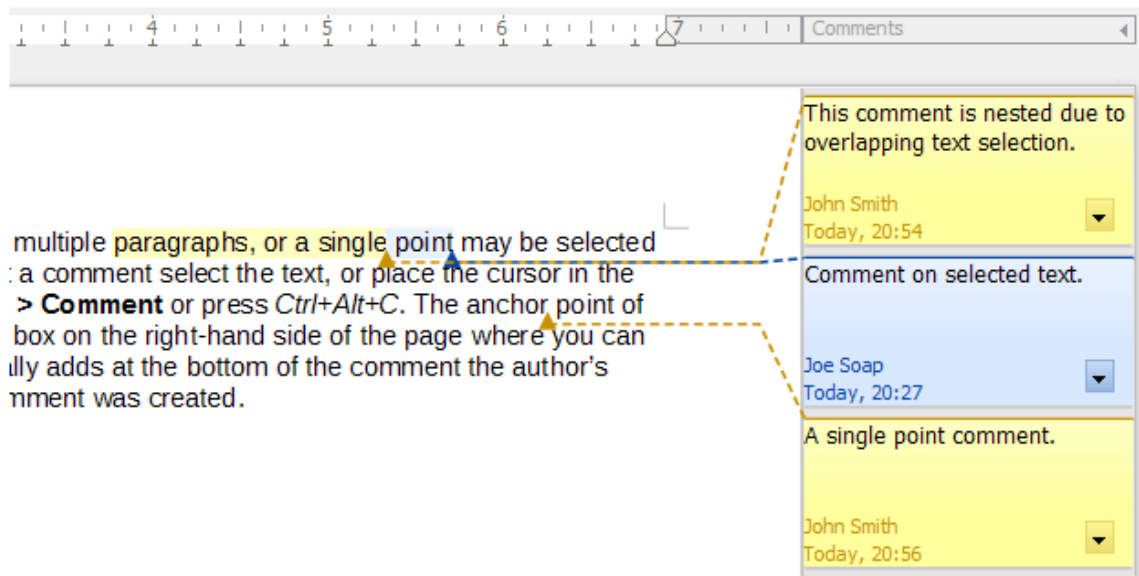 4 5 6 7 Comments
This comment is nested due to
overlapping text selection.
John Smith
Today, 20:54
multiple paragraphs, or a single point may be selected
a comment select the text, or place the cursor in the
> Comment or press Ctrl+Alt+C. The anchor point of
box on the right-hand side of the page where you can
ally adds at the bottom of the comment the author's
mment was created.
Comment on selected text.
Joe Soap
Today, 20:27
A single point comment.
John Smith
Today, 20:56